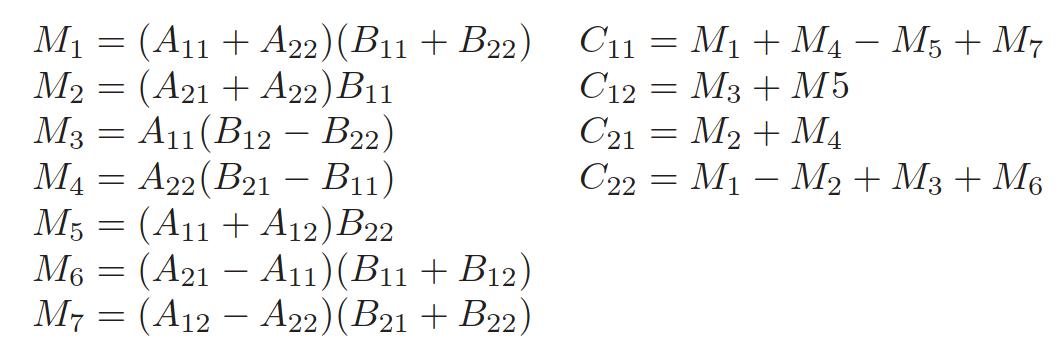 M₁ = (A₁₁ + A₂₂)(B₁₁ + B₂₂)
M₂ = (A₂₁ + A₂₂)B₁₁
M₃ = A₁₁(B₁₂ − B₂₂)
M₄ = A₂₂(B₂₁ − B₁₁)
M₅ = (A₁₁ + A₁₂)B₂₂
M₆ = (A₂₁ − A₁₁)(B₁₁ + B₁₂)
M₇ = (A₁₂ − A₂₂)(B₂₁ + B₂₂)
C₁₁ = M₁ + M₄ − M₅ + M₇
C₁₂ = M₃ + M5
C₂₁ = M₂ + M₄
C₂₂ = M₁ − M₂ + M₃ + M₆